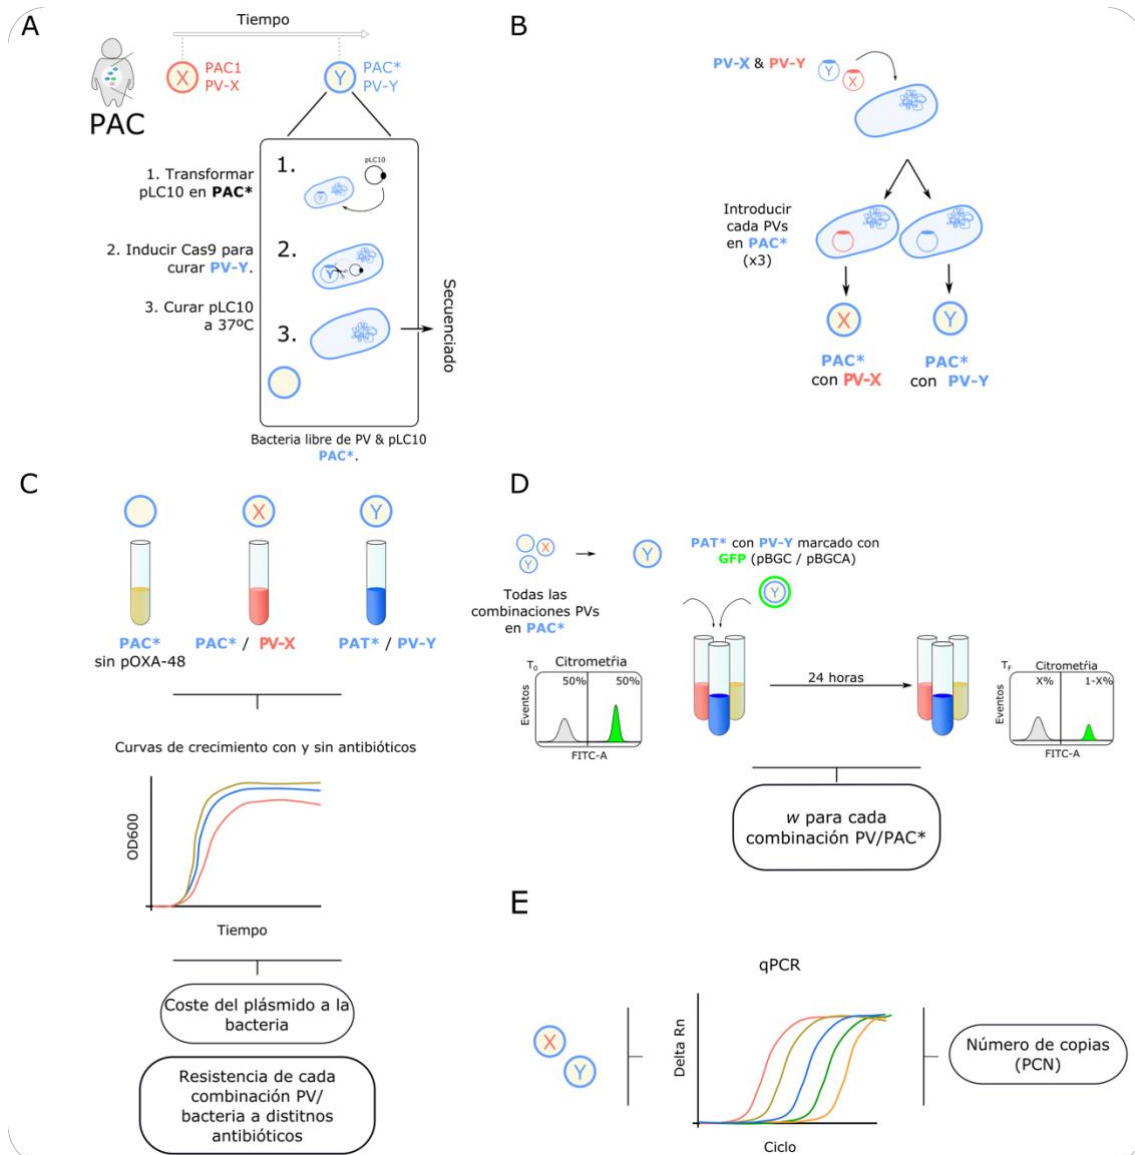 A
Tiempo
X
PAC1
PV-X
Y
PAC*
PV-Y
PAC
1. Transformar
pLC10 en PAC*
2. Inducir Cas9 para
curar PV-Y.
3. Curar pLC10
a 37ºC
1.
pLC10
Y
2.
Y
3.
Secuenciado
Bacteria libre de PV & pLC10
PAC*.
B
PV-X & PV-Y
Y
X
Introducir
cada PVs
en PAC*
(x3)
X
Y
PAC*
con PV-X
PAC*
con PV-Y
C
X
Y
PAC*
sin pOXA-48
PAC* / PV-X
PAT* / PV-Y
Curvas de crecimiento con y sin antibióticos
OD600
Tiempo
Coste del plásmido a la
bacteria
Resistencia de cada
combinación PV/
bacteria a distitnos
antibióticos
D
X
Y
Y
Todas las
combinaciones PVs
en PAC*
PAT* con PV-Y marcado con
GFP (pBGC / pBGCA)
Y
T0 Citrometŕia
50% 50%
Eventos
FITC-A
24 horas
TF Citrometŕia
X% 1-X%
Eventos
FITC-A
w para cada
combinación PV/PAC*
E
X
Y
qPCR
Delta Rn
Ciclo
Número de copias
(PCN)